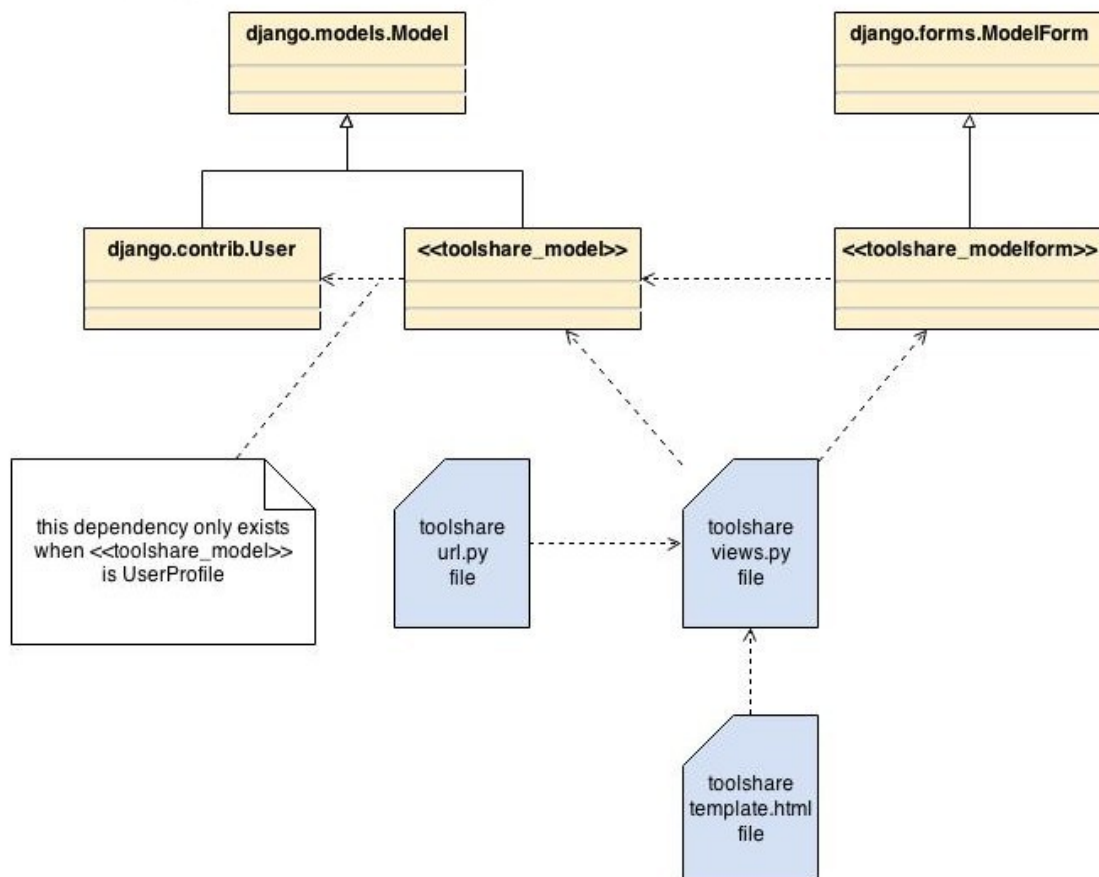 django.models.Model
django.forms.ModelForm
django.contrib.User
<<toolshare_model>>
<<toolshare_modelform>>
this dependency only exists
when <<toolshare_model>>
is UserProfile
toolshare
url.py
file
toolshare
views.py
file
toolshare
template.html
file